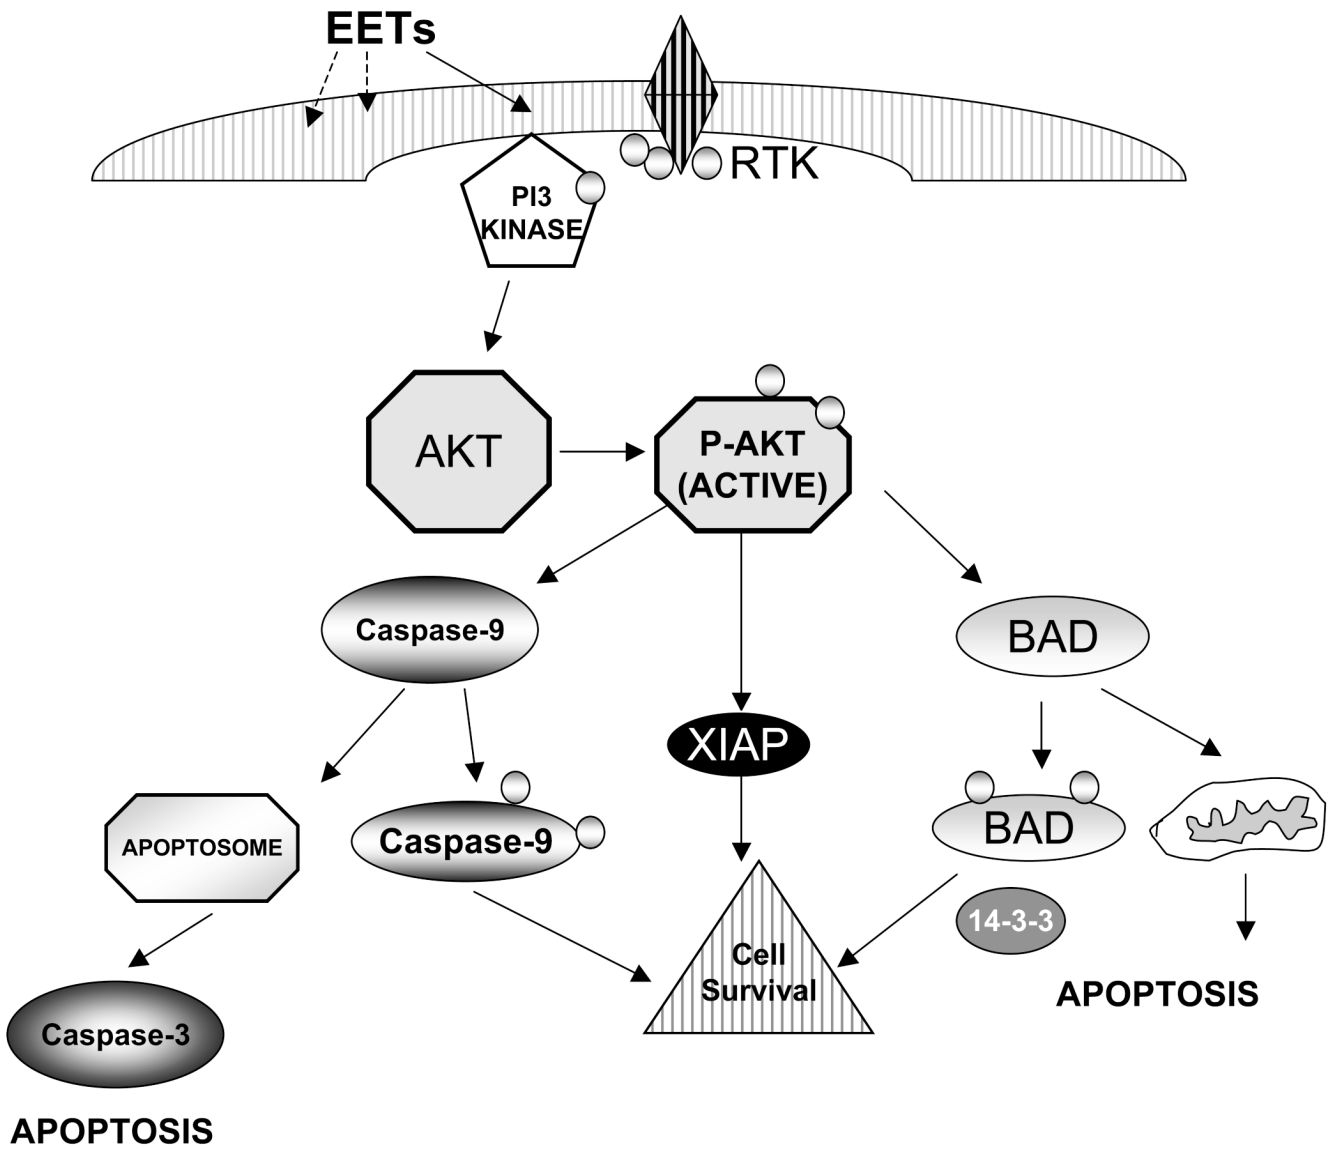 EETs
RTK
PI3
KINASE
AKT
P-AKT
(ACTIVE)
Caspase-9
BAD
XIAP
APOPTOSOME
Caspase-9
BAD
14-3-3
Cell
Survival
APOPTOSIS
Caspase-3
APOPTOSIS